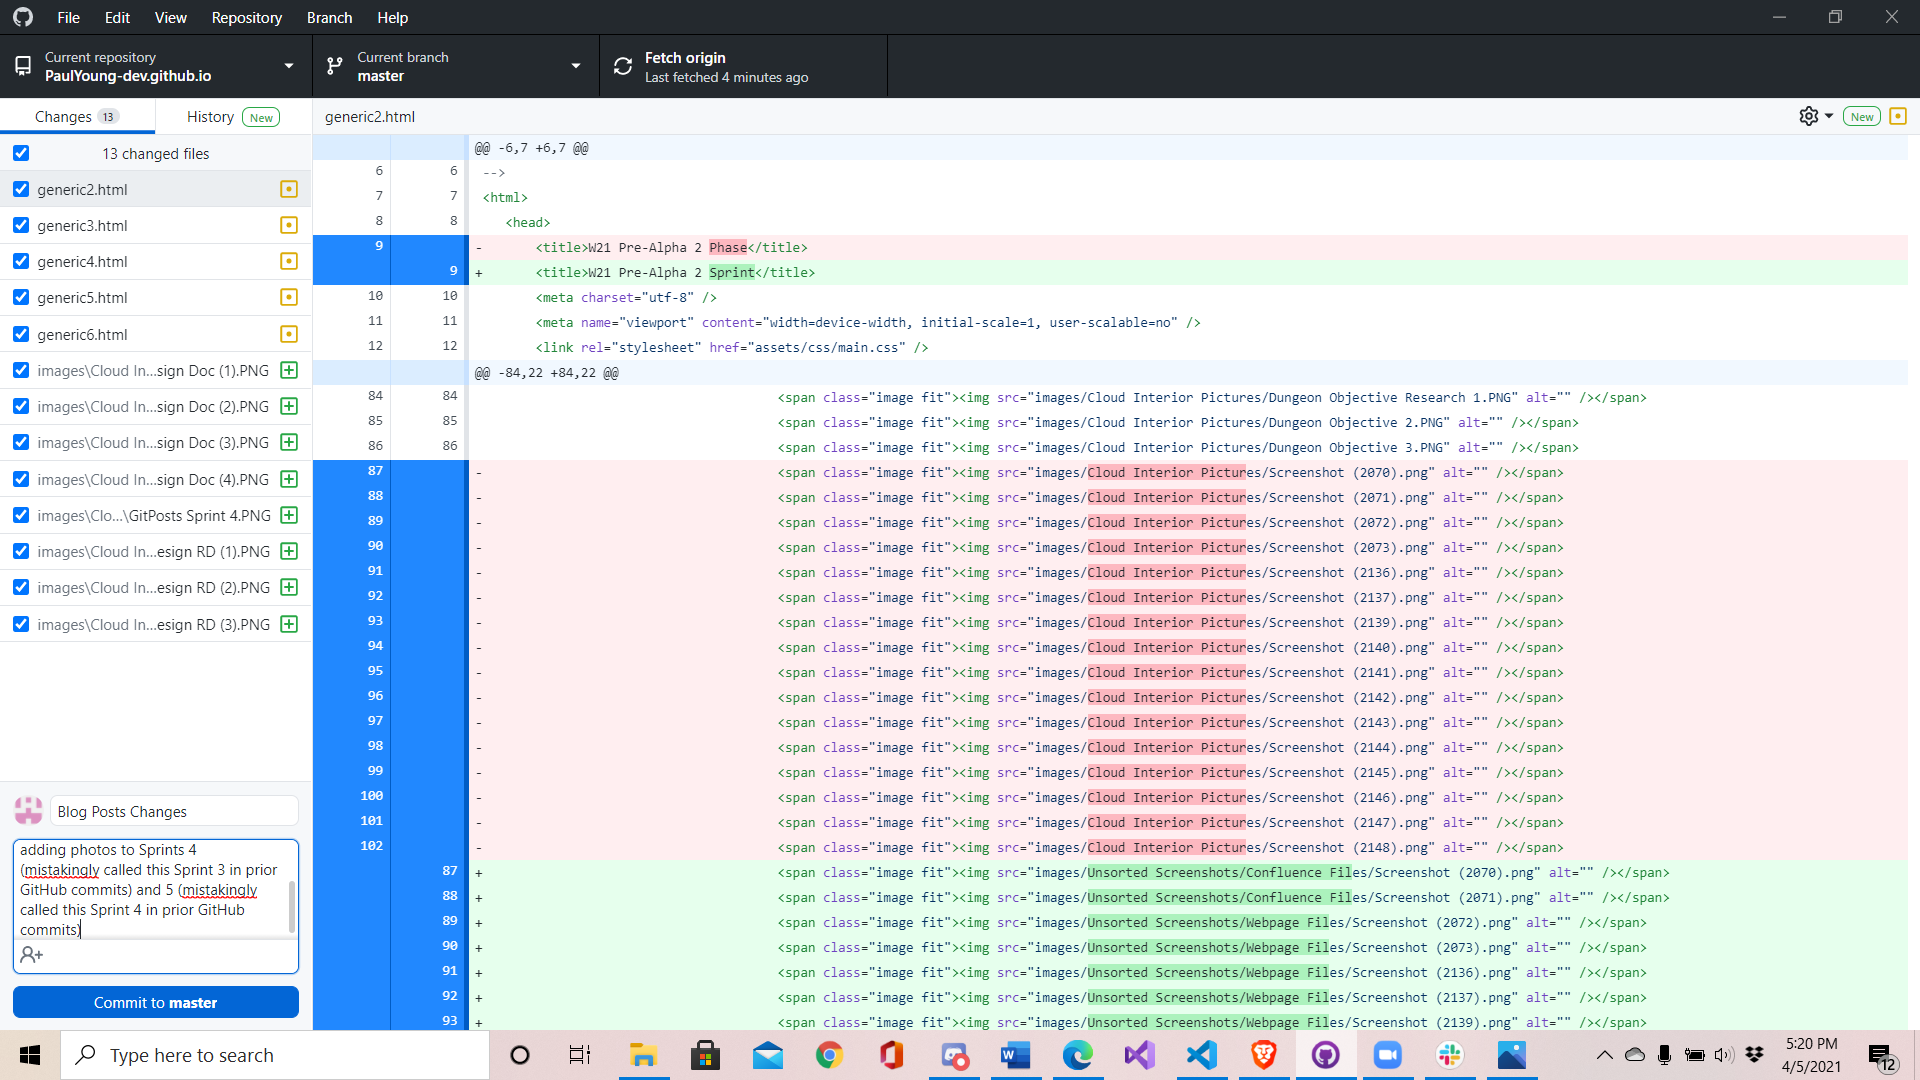 File Edit View Repository Branch Help
Current repository
PaulYoung-dev.github.io
Current branch
master
Fetch origin
Last fetched 4 minutes ago
Changes 13
History New
generic2.html
New
13 changed files
generic2.html
generic3.html
generic4.html
generic5.html
generic6.html
images\Cloud In...sign Doc (1).PNG
images\Cloud In...sign Doc (2).PNG
images\Cloud In...sign Doc (3).PNG
images\Cloud In...sign Doc (4).PNG
images\Clo...\GitPosts Sprint 4.PNG
images\Cloud In...esign RD (1).PNG
images\Cloud In...esign RD (2).PNG
images\Cloud In...esign RD (3).PNG
Blog Posts Changes
adding photos to Sprints 4
(mistakingly called this Sprint 3 in prior
GitHub commits) and 5 (mistakingly
called this Sprint 4 in prior GitHub
commits)
Commit to master
@@ -6,7 +6,7 @@
6 6 -->
7 7 <html>
8 8 <head>
9 - <title>W21 Pre-Alpha 2 Phase</title>
9 + <title>W21 Pre-Alpha 2 Sprint</title>
10 10 <meta charset="utf-8" />
11 11 <meta name="viewport" content="width=device-width, initial-scale=1, user-scalable=no" />
12 12 <link rel="stylesheet" href="assets/css/main.css" />
@@ -84,22 +84,22 @@
84 84 <span class="image fit"><img src="images/Cloud Interior Pictures/Dungeon Objective Research 1.PNG" alt="" /></span>
85 85 <span class="image fit"><img src="images/Cloud Interior Pictures/Dungeon Objective 2.PNG" alt="" /></span>
86 86 <span class="image fit"><img src="images/Cloud Interior Pictures/Dungeon Objective 3.PNG" alt="" /></span>
87 - <span class="image fit"><img src="images/Cloud Interior Pictures/Screenshot (2070).png" alt="" /></span>
88 - <span class="image fit"><img src="images/Cloud Interior Pictures/Screenshot (2071).png" alt="" /></span>
89 - <span class="image fit"><img src="images/Cloud Interior Pictures/Screenshot (2072).png" alt="" /></span>
90 - <span class="image fit"><img src="images/Cloud Interior Pictures/Screenshot (2073).png" alt="" /></span>
91 - <span class="image fit"><img src="images/Cloud Interior Pictures/Screenshot (2136).png" alt="" /></span>
92 - <span class="image fit"><img src="images/Cloud Interior Pictures/Screenshot (2137).png" alt="" /></span>
93 - <span class="image fit"><img src="images/Cloud Interior Pictures/Screenshot (2139).png" alt="" /></span>
94 - <span class="image fit"><img src="images/Cloud Interior Pictures/Screenshot (2140).png" alt="" /></span>
95 - <span class="image fit"><img src="images/Cloud Interior Pictures/Screenshot (2141).png" alt="" /></span>
96 - <span class="image fit"><img src="images/Cloud Interior Pictures/Screenshot (2142).png" alt="" /></span>
97 - <span class="image fit"><img src="images/Cloud Interior Pictures/Screenshot (2143).png" alt="" /></span>
98 - <span class="image fit"><img src="images/Cloud Interior Pictures/Screenshot (2144).png" alt="" /></span>
99 - <span class="image fit"><img src="images/Cloud Interior Pictures/Screenshot (2145).png" alt="" /></span>
100 - <span class="image fit"><img src="images/Cloud Interior Pictures/Screenshot (2146).png" alt="" /></span>
101 - <span class="image fit"><img src="images/Cloud Interior Pictures/Screenshot (2147).png" alt="" /></span>
102 - <span class="image fit"><img src="images/Cloud Interior Pictures/Screenshot (2148).png" alt="" /></span>
87 + <span class="image fit"><img src="images/Unsorted Screenshots/Confluence Files/Screenshot (2070).png" alt="" /></span>
88 + <span class="image fit"><img src="images/Unsorted Screenshots/Confluence Files/Screenshot (2071).png" alt="" /></span>
89 + <span class="image fit"><img src="images/Unsorted Screenshots/Webpage Files/Screenshot (2072).png" alt="" /></span>
90 + <span class="image fit"><img src="images/Unsorted Screenshots/Webpage Files/Screenshot (2073).png" alt="" /></span>
91 + <span class="image fit"><img src="images/Unsorted Screenshots/Webpage Files/Screenshot (2136).png" alt="" /></span>
92 + <span class="image fit"><img src="images/Unsorted Screenshots/Webpage Files/Screenshot (2137).png" alt="" /></span>
93 + <span class="image fit"><img src="images/Unsorted Screenshots/Webpage Files/Screenshot (2139).png" alt="" /></span>
Type here to search
5:20 PM
4/5/2021
12